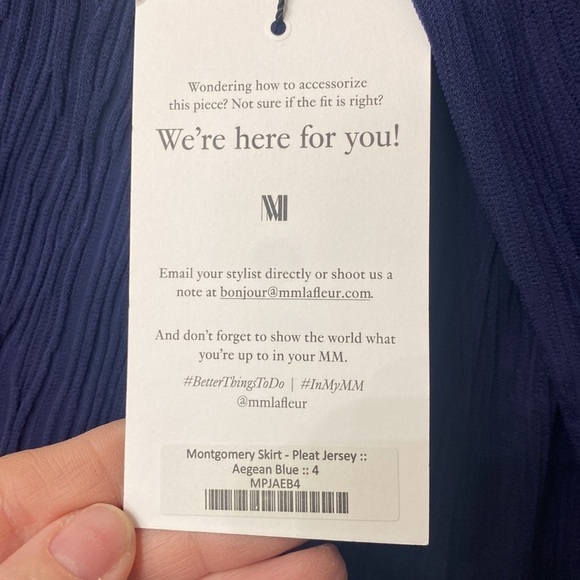 Wondering how to accessorize
this piece? Not sure if the fit is right?
We're here for you!
MM
Email your stylist directly or shoot us a
note at bonjour@mmlafleur.com.
And don't forget to show the world what
you're up to in your MM.
#BetterThingsToDo | #InMyMM
@mmlafleur
Montgomery Skirt - Pleat Jersey ::
Aegean Blue :: 4
MPJAEB4